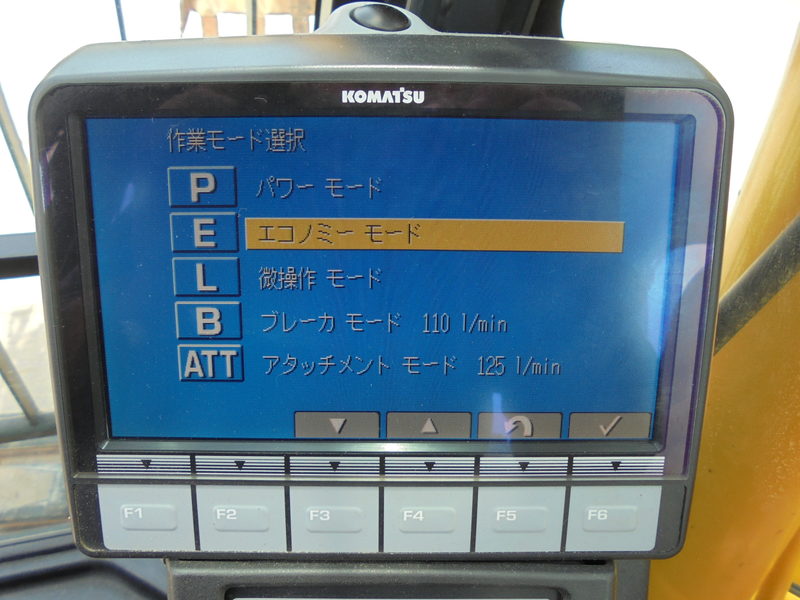 KOMATSU
作業モード選択
P パワー モード
E エコノミー モード
L 微操作 モード
B ブレーカ モード 110 l/min
ATT アタッチメント モード 125 l/min
F1 F2 F3 F4 F5 F6